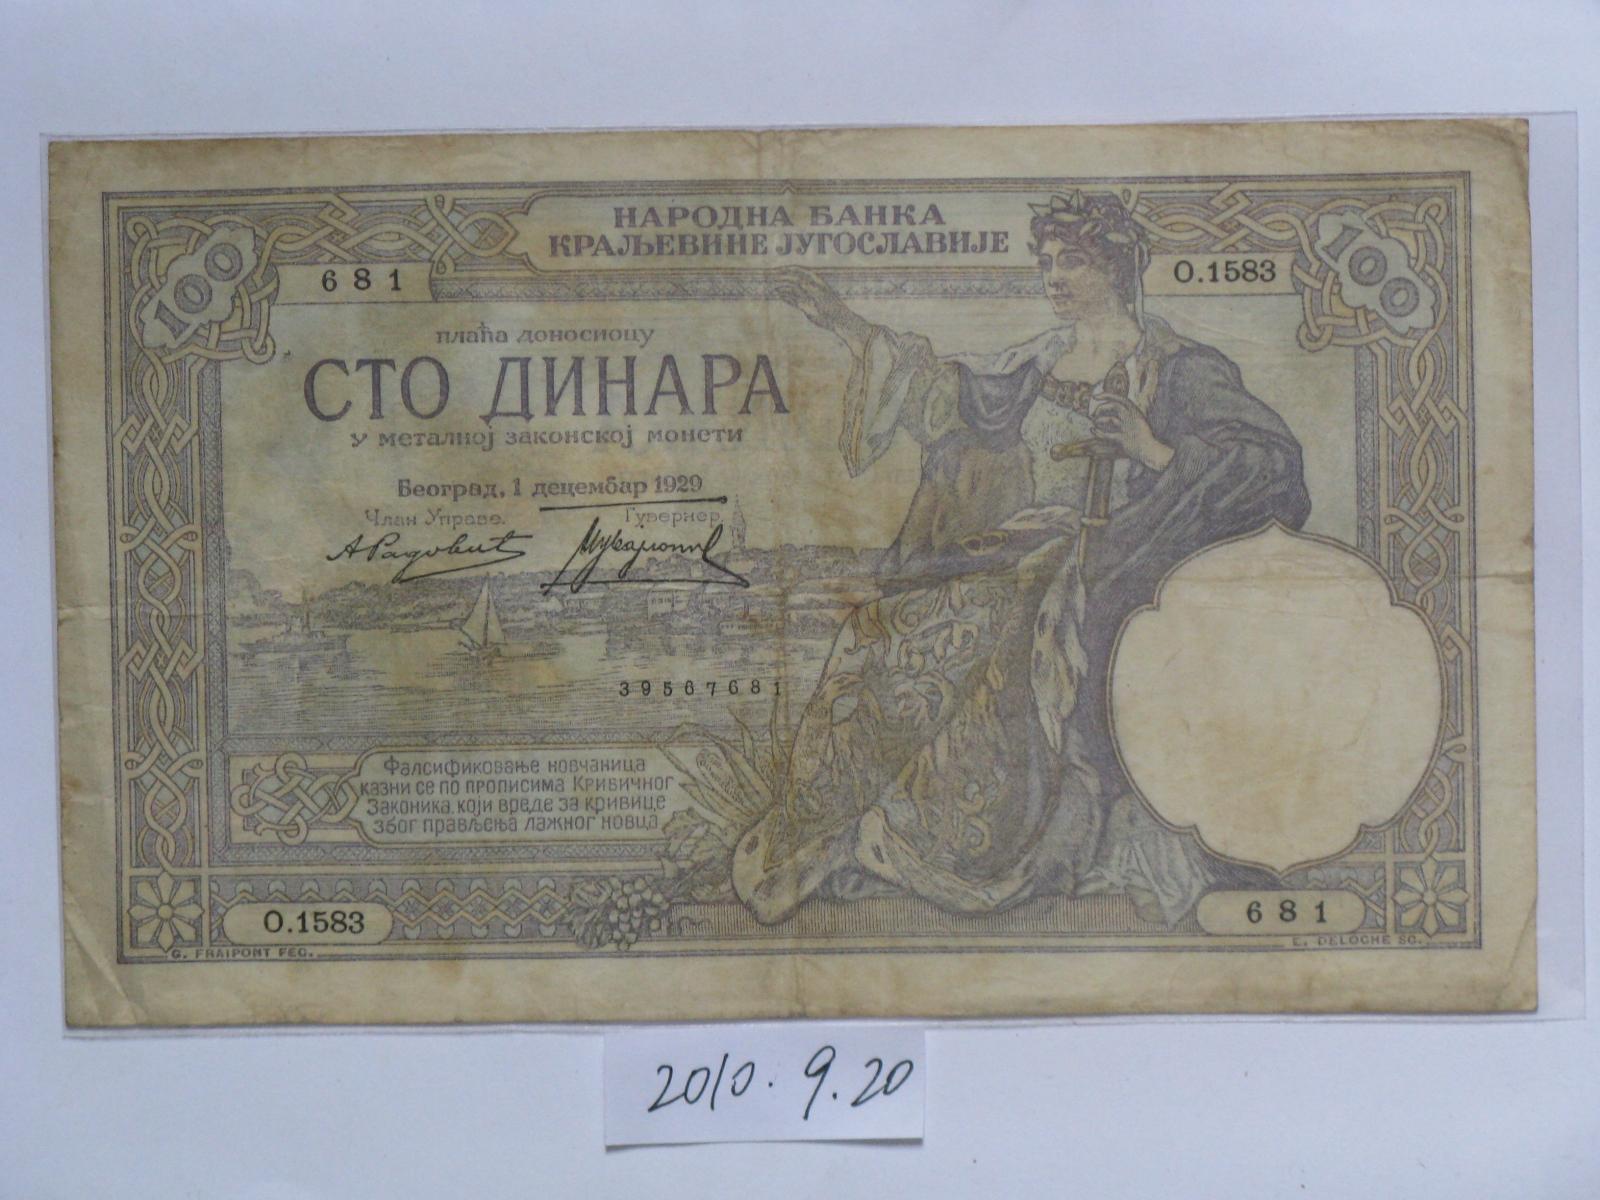 НАРОДНА БАНКА
КРАЉЕВИНЕ ЈУГОСЛАВИЈЕ
100
681
O.1583
100
плаћа доносиоцу
СТО ДИНАРА
у металној законској монети
Београд, 1 децембар 1929
Члан Управе. Гувернер,
А Радовић
39567681
Фалсификовање новчаница
казни се по прописима Кривичног
Законика, који вреде за кривице
због прављења лажног новца
O.1583
681
G. FRAIPONT FEC.
E. DELOCHE SC.
2010. 9.20